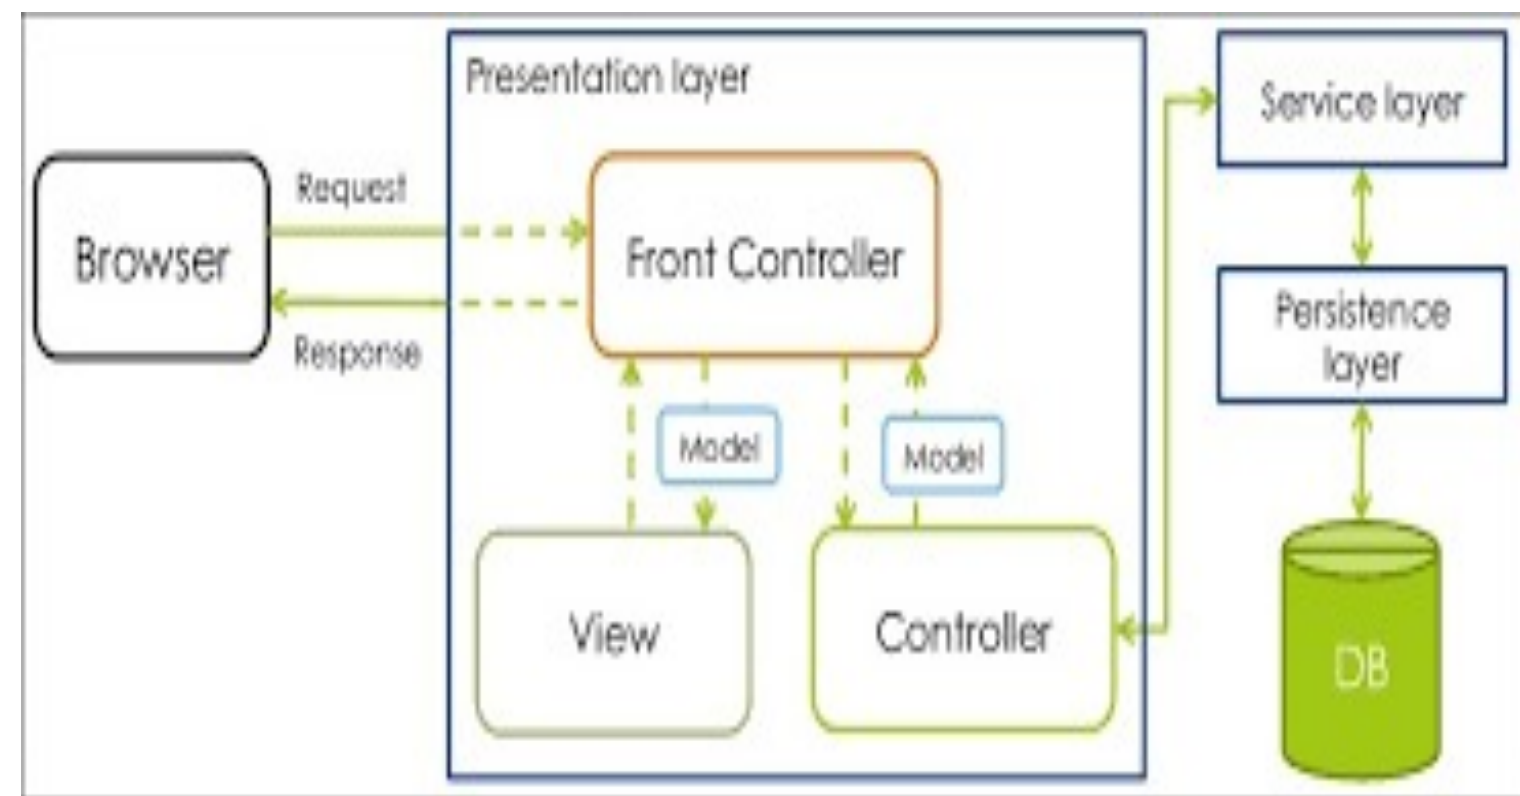 Presentation layer
Service layer
Request
Browser
Front Controller
Response
Persistence
layer
Model
Model
View
Controller
DB